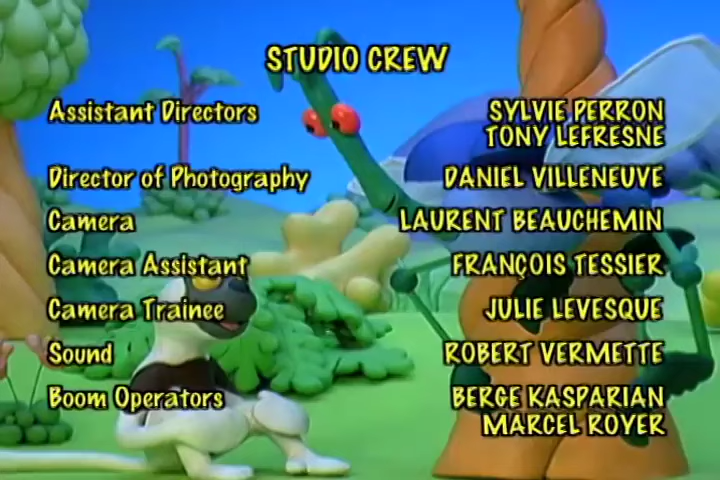 STUDIO CREW
Assistant Directors SYLVIE PERRON
TONY LEFRESNE
Director of Photography DANIEL VILLENEUVE
Camera LAURENT BEAUCHEMIN
Camera Assistant FRANÇOIS TESSIER
Camera Trainee JULIE LEVESQUE
Sound ROBERT VERMETTE
Boom Operators BERGE KASPARIAN
MARCEL ROYER